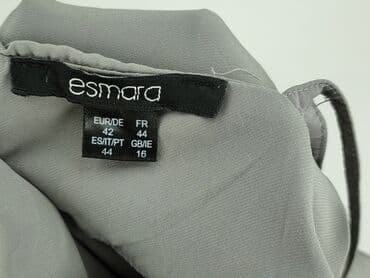 esmara
EUR/DE FR
42 44
ES/IT/PT GB/IE
44 16